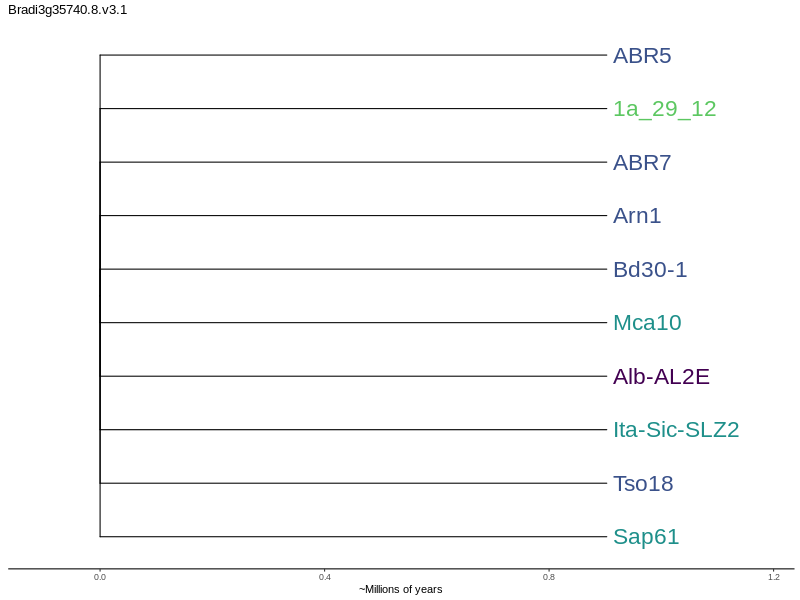 Bradi3g35740.8.v3.1
ABR5
1a_29_12
ABR7
Arn1
Bd30-1
Mca10
Alb-AL2E
Ita-Sic-SLZ2
Tso18
Sap61
0.0 0.4 0.8 1.2
~Millions of years